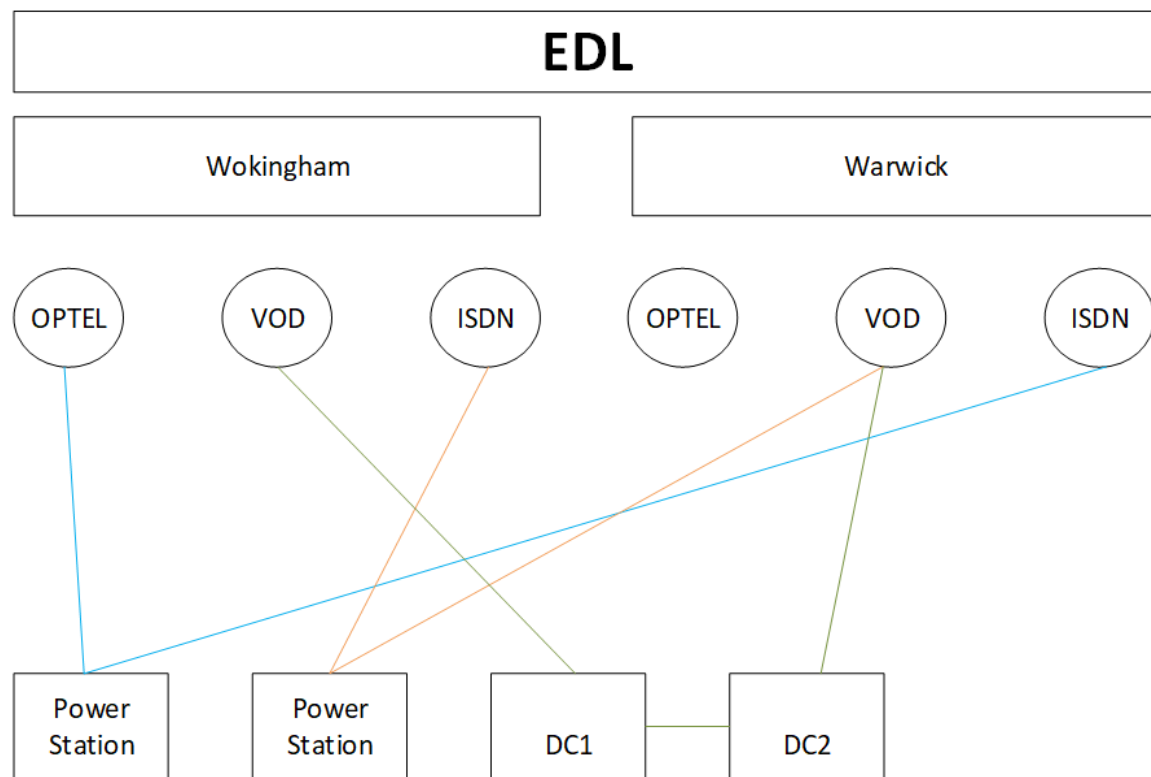 EDL
Wokingham
Warwick
OPTEL
VOD
ISDN
OPTEL
VOD
ISDN
Power
Station
Power
Station
DC1
DC2